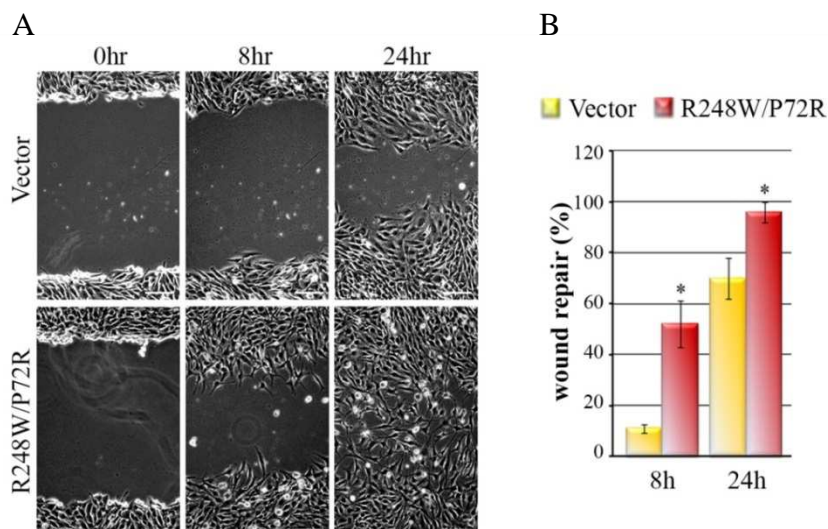 A
0hr 8hr 24hr
Vector
R248W/P72R
B
Vector R248W/P72R
wound repair (%)
120
100
80
60
40
20
0
*
*
8h 24h